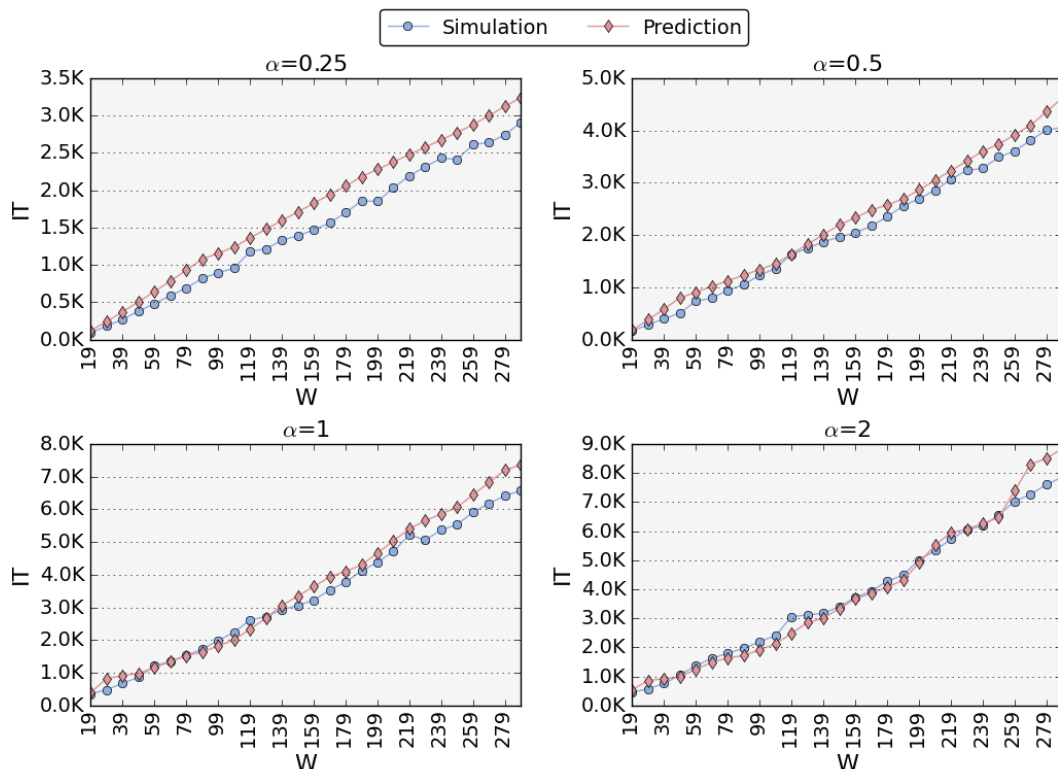 Simulation Prediction
α=0.25
3.5K
3.0K
2.5K
2.0K
1.5K
1.0K
0.5K
0.0K
IT
19 39 59 79 99 119 139 159 179 199 219 239 259 279
W
α=0.5
5.0K
4.0K
3.0K
2.0K
1.0K
0.0K
IT
19 39 59 79 99 119 139 159 179 199 219 239 259 279
W
α=1
8.0K
7.0K
6.0K
5.0K
4.0K
3.0K
2.0K
1.0K
0.0K
IT
19 39 59 79 99 119 139 159 179 199 219 239 259 279
W
α=2
9.0K
8.0K
7.0K
6.0K
5.0K
4.0K
3.0K
2.0K
1.0K
0.0K
IT
19 39 59 79 99 119 139 159 179 199 219 239 259 279
W